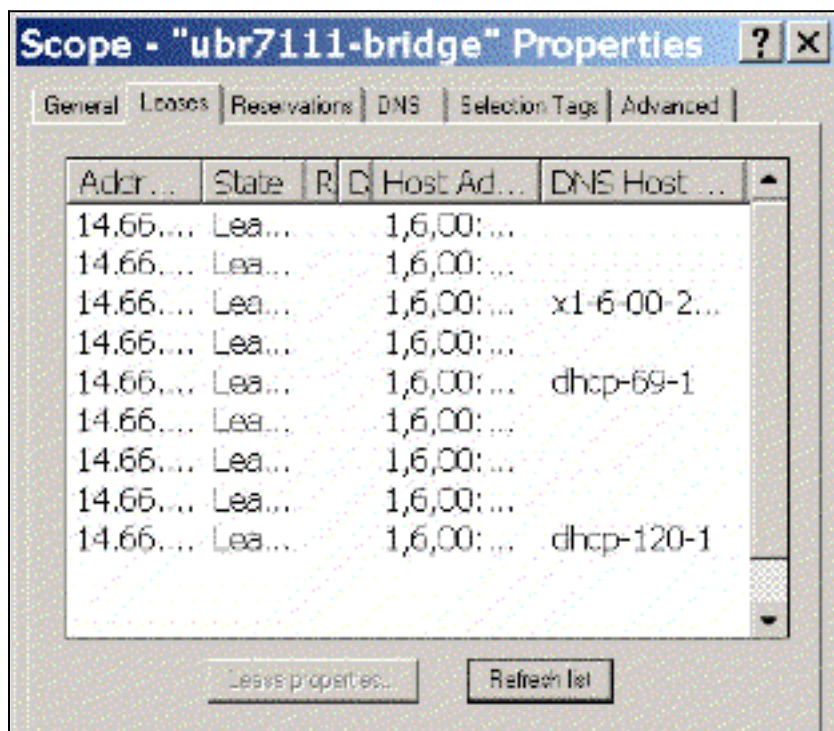 Scope - "ubr7111-bridge" Properties ? ×
General Leases Reservations DNS Selection Tags Advanced
Addr... State R D Host Ad... DNS Host ...
14.66.... Lea... 1,6,00:...
14.66.... Lea... 1,6,00:...
14.66.... Lea... 1,6,00:... x1-6-00-2...
14.66.... Lea... 1,6,00:...
14.66.... Lea... 1,6,00:... dhcp-69-1
14.66.... Lea... 1,6,00:...
14.66.... Lea... 1,6,00:...
14.66.... Lea... 1,6,00:...
14.66.... Lea... 1,6,00:... dhcp-120-1
Lease properties... Refresh list